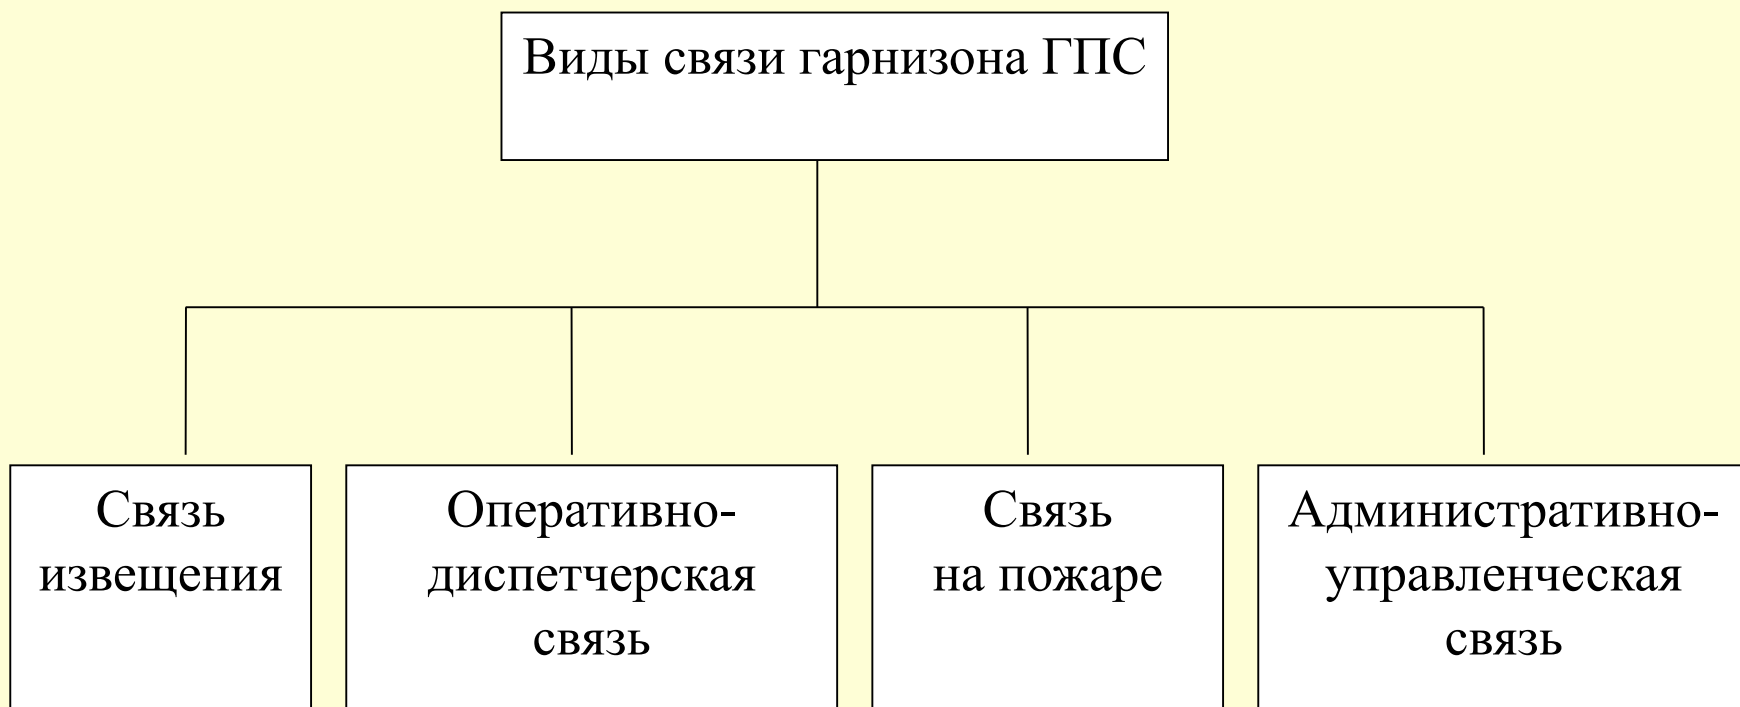 Виды связи гарнизона ГПС
Связь
извещения
Оперативно-
диспетчерская
связь
Связь
на пожаре
Административно-
управленческая
связь